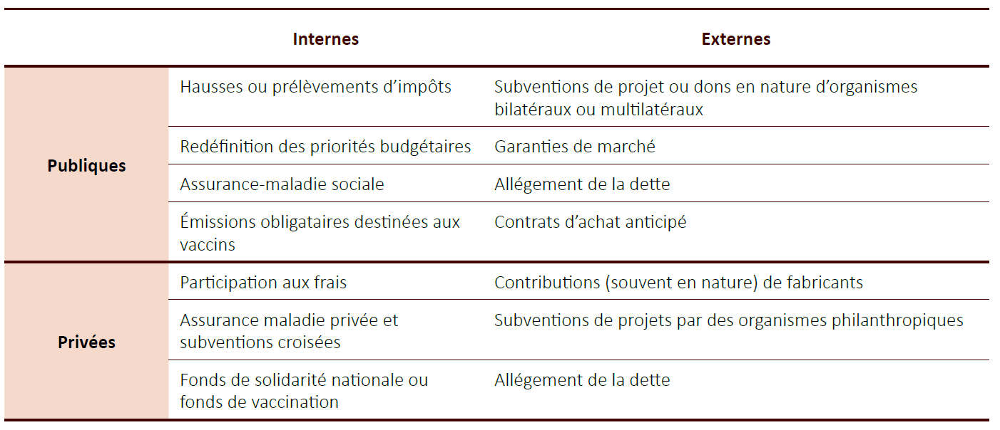 Internes Externes
Hausses ou prélèvements d’impôts Subventions de projet ou dons en nature d’organismes
bilatéraux ou multilatéraux
Redéfinition des priorités budgétaires Garanties de marché
Publiques
Assurance-maladie sociale Allégement de la dette
Émissions obligataires destinées aux Contrats d’achat anticipé
vaccins
Participation aux frais Contributions (souvent en nature) de fabricants
Assurance maladie privée et Subventions de projets par des organismes philanthropiques
subventions croisées
Privées
Fonds de solidarité nationale ou Allégement de la dette
fonds de vaccination